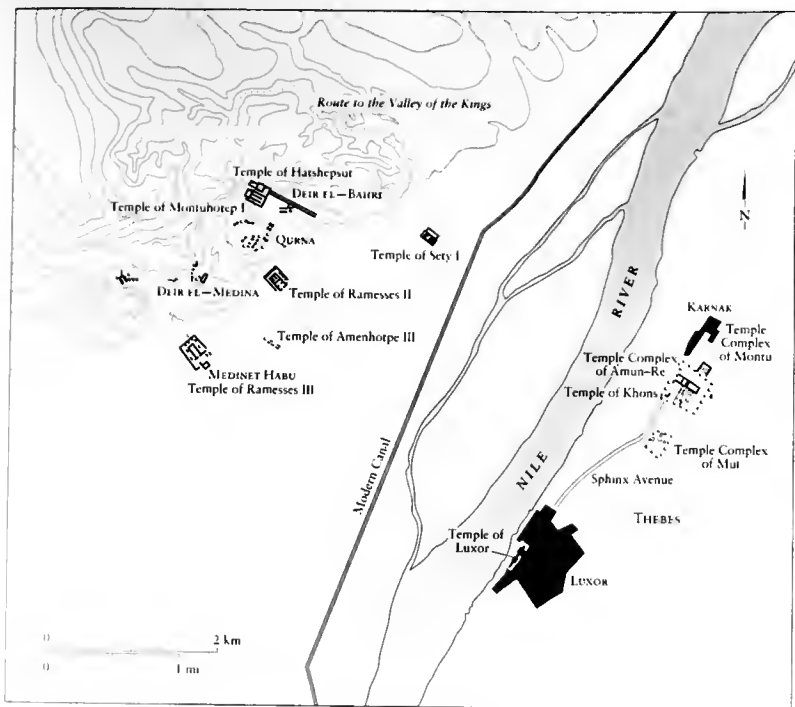 Route to the Valley of the Kings
Temple of Hatshepsut
DEIR EL—BAHRI
Temple of Montuhotep I
QURNA
Temple of Sety I
DEIR EL—MEDINA
Temple of Ramesses II
Temple of Amenhotpe III
MEDINET HABU
Temple of Ramesses III
Modern Canal
NILE
RIVER
N
KARNAK
Temple
Complex
of Montu
Temple Complex
of Amun-Re
Temple of Khons
Temple Complex
of Mut
Sphinx Avenue
THEBES
Temple of
Luxor
LUXOR
0
2 km
0
1 mi